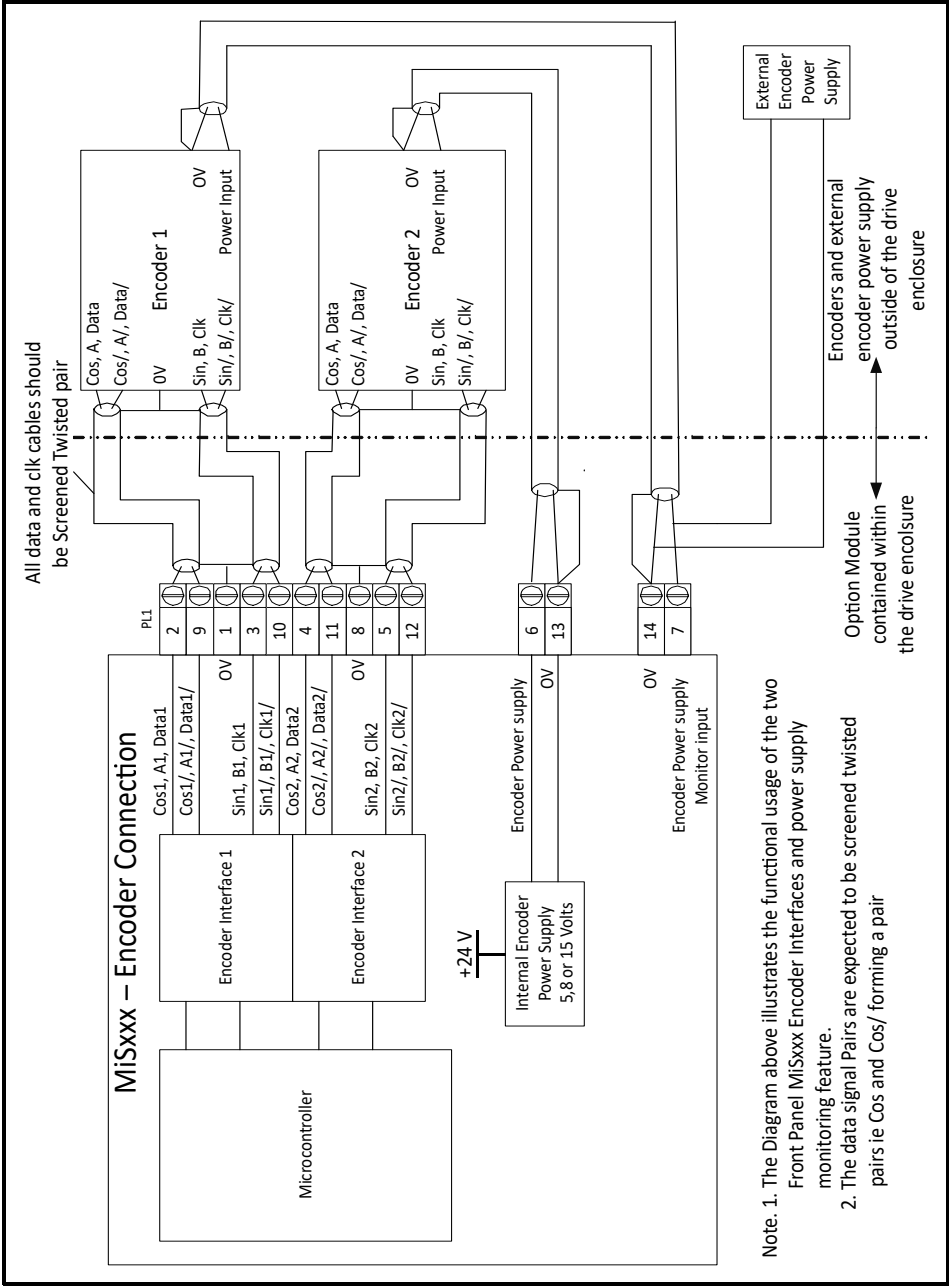 MiSxxx – Encoder Connection
Microcontroller
Encoder Interface 1
Encoder Interface 2
+24 V
Internal Encoder
Power Supply
5,8 or 15 Volts
Cos1, A1, Data1
Cos1/, A1/, Data1/
0V
Sin1, B1, Clk1
Sin1/, B1/, Clk1/
Cos2, A2, Data2
Cos2/, A2/, Data2/
0V
Sin2, B2, Clk2
Sin2/, B2/, Clk2/
Encoder Power supply
0V
0V
Encoder Power supply
Monitor input
PL1
2
9
1
3
10
4
11
8
5
12
6
13
14
7
All data and clk cables should
be Screened Twisted pair
Cos, A, Data
Cos/, A/, Data/
0V
Encoder 1
Sin, B, Clk
Sin/, B/, Clk/
0V
Power Input
Cos, A, Data
Cos/, A/, Data/
0V
Encoder 2
Sin, B, Clk
Sin/, B/, Clk/
0V
Power Input
External
Encoder
Power
Supply
Option Module
contained within
the drive encolsure
Encoders and external
encoder power supply
outside of the drive
enclosure
Note. 1. The Diagram above illustrates the functional usage of the two
Front Panel MiSxxx Encoder Interfaces and power supply
monitoring feature.
2. The data signal Pairs are expected to be screened twisted
pairs ie Cos and Cos/ forming a pair